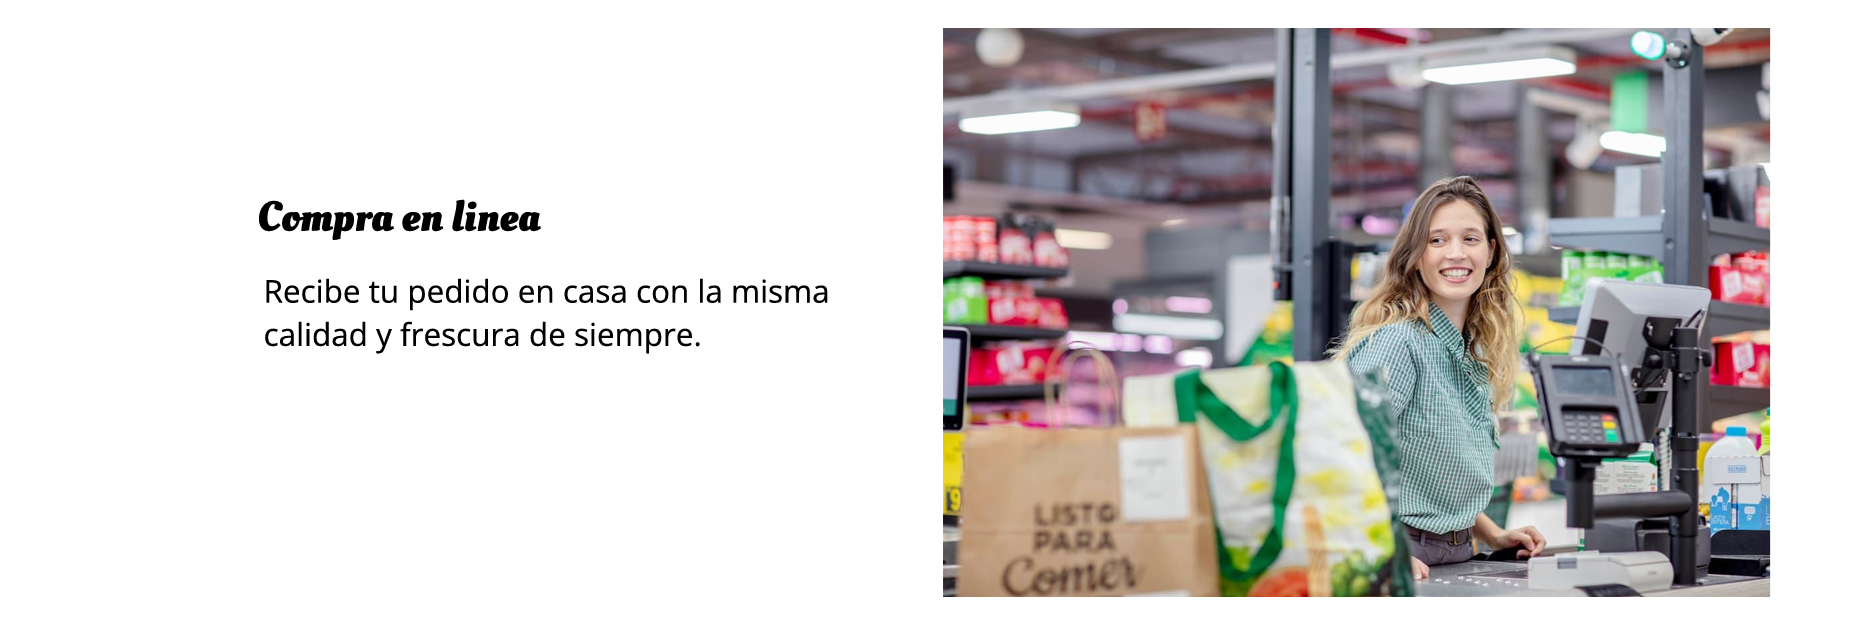 Compra en linea
Recibe tu pedido en casa con la misma
calidad y frescura de siempre.
LISTO
PARA
Comer